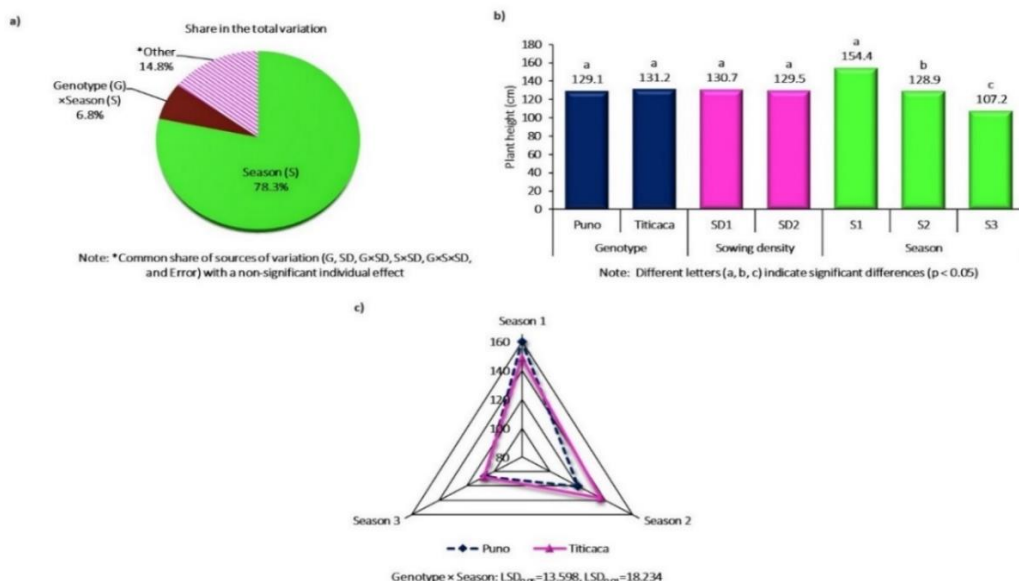 a)
Share in the total variation
*Other
14.8%
Genotype (G)
×Season (S)
6.8%
Season (S)
78.3%
Note: *Common share of sources of variation (G, SD, G×SD, S×SD, G×S×SD,
and Error) with a non-significant individual effect
b)
Plant height (cm)
180
160
140
120
100
80
60
40
20
0
a
129.1
a
131.2
a
130.7
a
129.5
a
154.4
b
128.9
c
107.2
Puno Titicaca SD1 SD2 S1 S2 S3
Genotype Sowing density Season
Note: Different letters (a, b, c) indicate significant differences (p < 0.05)
c)
Season 1
160
140
120
100
80
Season 3 Season 2
Puno Titicaca
Genotype × Season: =13.598, =18.234